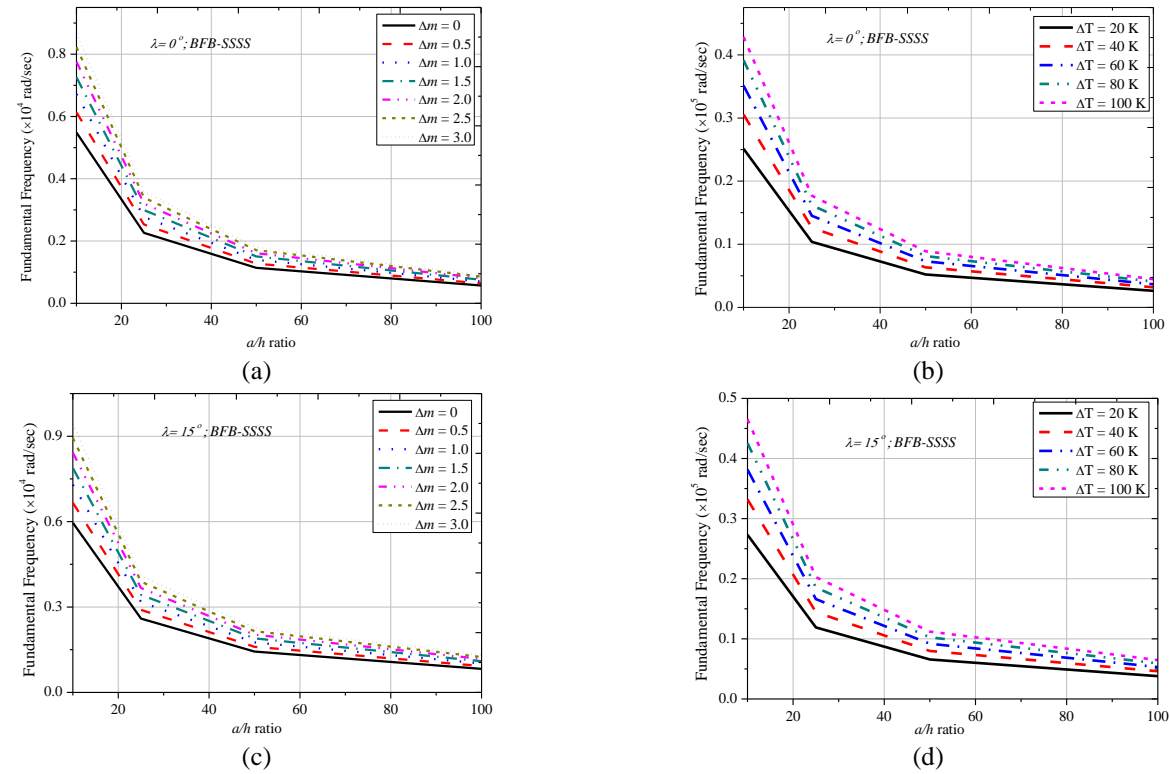 λ= 0°; BFB-SSSS
Δm = 0
Δm = 0.5
Δm = 1.0
Δm = 1.5
Δm = 2.0
Δm = 2.5
Δm = 3.0
Fundamental Frequency (×10⁴ rad/sec)
0.8
0.6
0.4
0.2
0.0
20 40 60 80 100
a/h ratio
(a)
λ= 0°; BFB-SSSS
ΔT = 20 K
ΔT = 40 K
ΔT = 60 K
ΔT = 80 K
ΔT = 100 K
Fundamental Frequency (×10⁵ rad/sec)
0.4
0.3
0.2
0.1
0.0
20 40 60 80 100
a/h ratio
(b)
λ= 15°; BFB-SSSS
Δm = 0
Δm = 0.5
Δm = 1.0
Δm = 1.5
Δm = 2.0
Δm = 2.5
Δm = 3.0
Fundamental Frequency (×10⁴ rad/sec)
0.9
0.6
0.3
0.0
20 40 60 80 100
a/h ratio
(c)
λ= 15°; BFB-SSSS
ΔT = 20 K
ΔT = 40 K
ΔT = 60 K
ΔT = 80 K
ΔT = 100 K
Fundamental Frequency (×10⁵ rad/sec)
0.5
0.4
0.3
0.2
0.1
0.0
20 40 60 80 100
a/h ratio
(d)